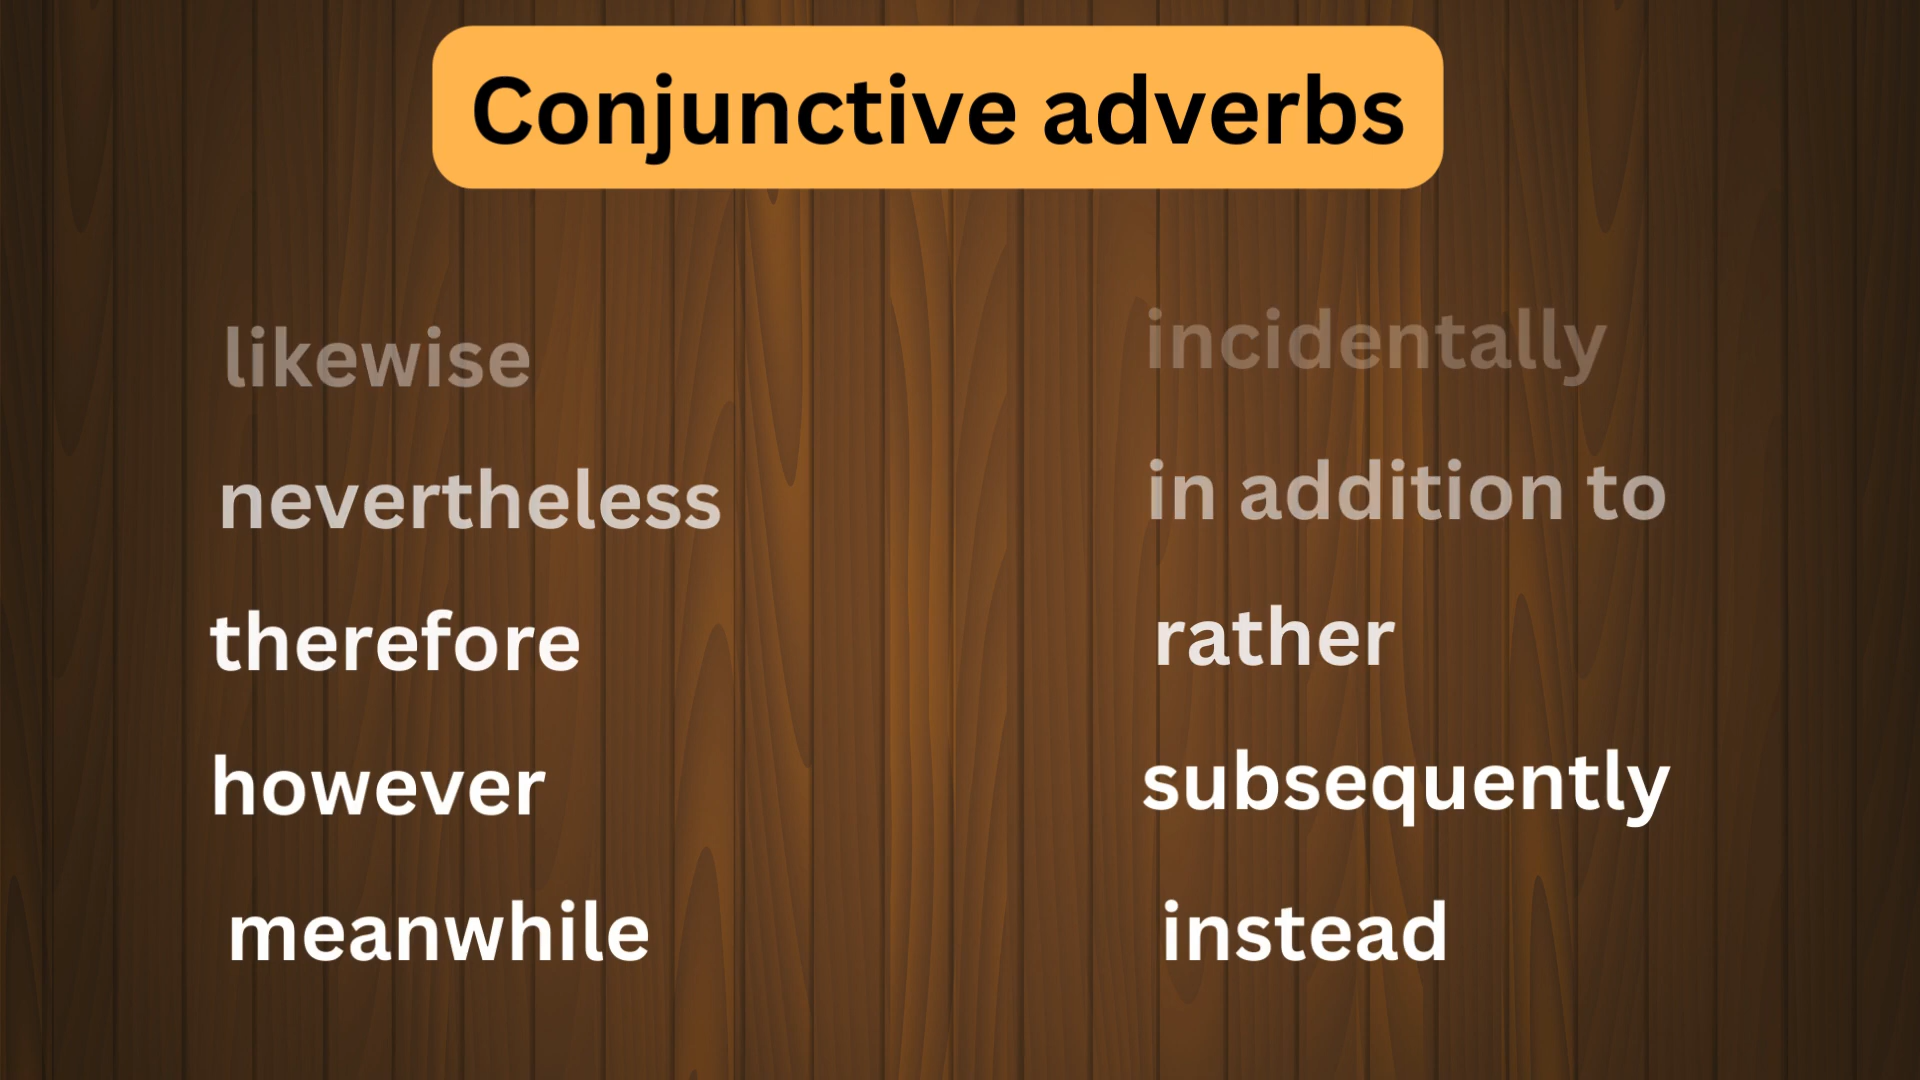 Conjunctive adverbs
likewise
nevertheless
therefore
however
meanwhile
incidentally
in addition to
rather
subsequently
instead